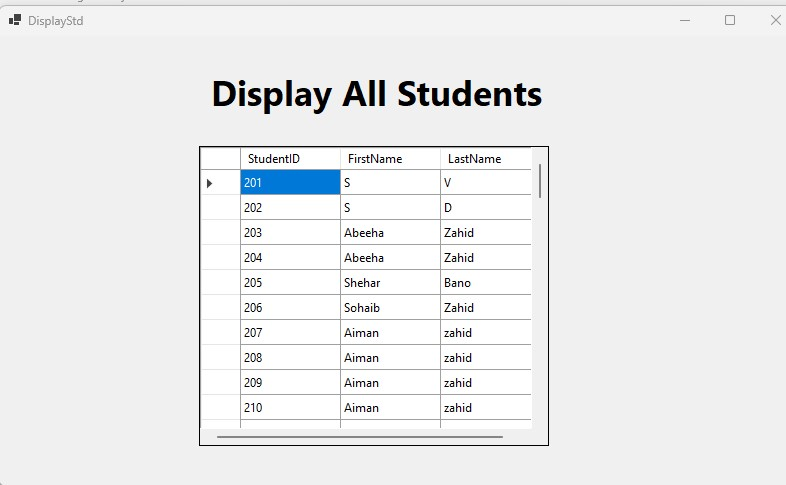 DisplayStd
Display All Students
StudentID FirstName LastName
201 S V
202 S D
203 Abeeha Zahid
204 Abeeha Zahid
205 Shehar Bano
206 Sohaib Zahid
207 Aiman zahid
208 Aiman zahid
209 Aiman zahid
210 Aiman zahid